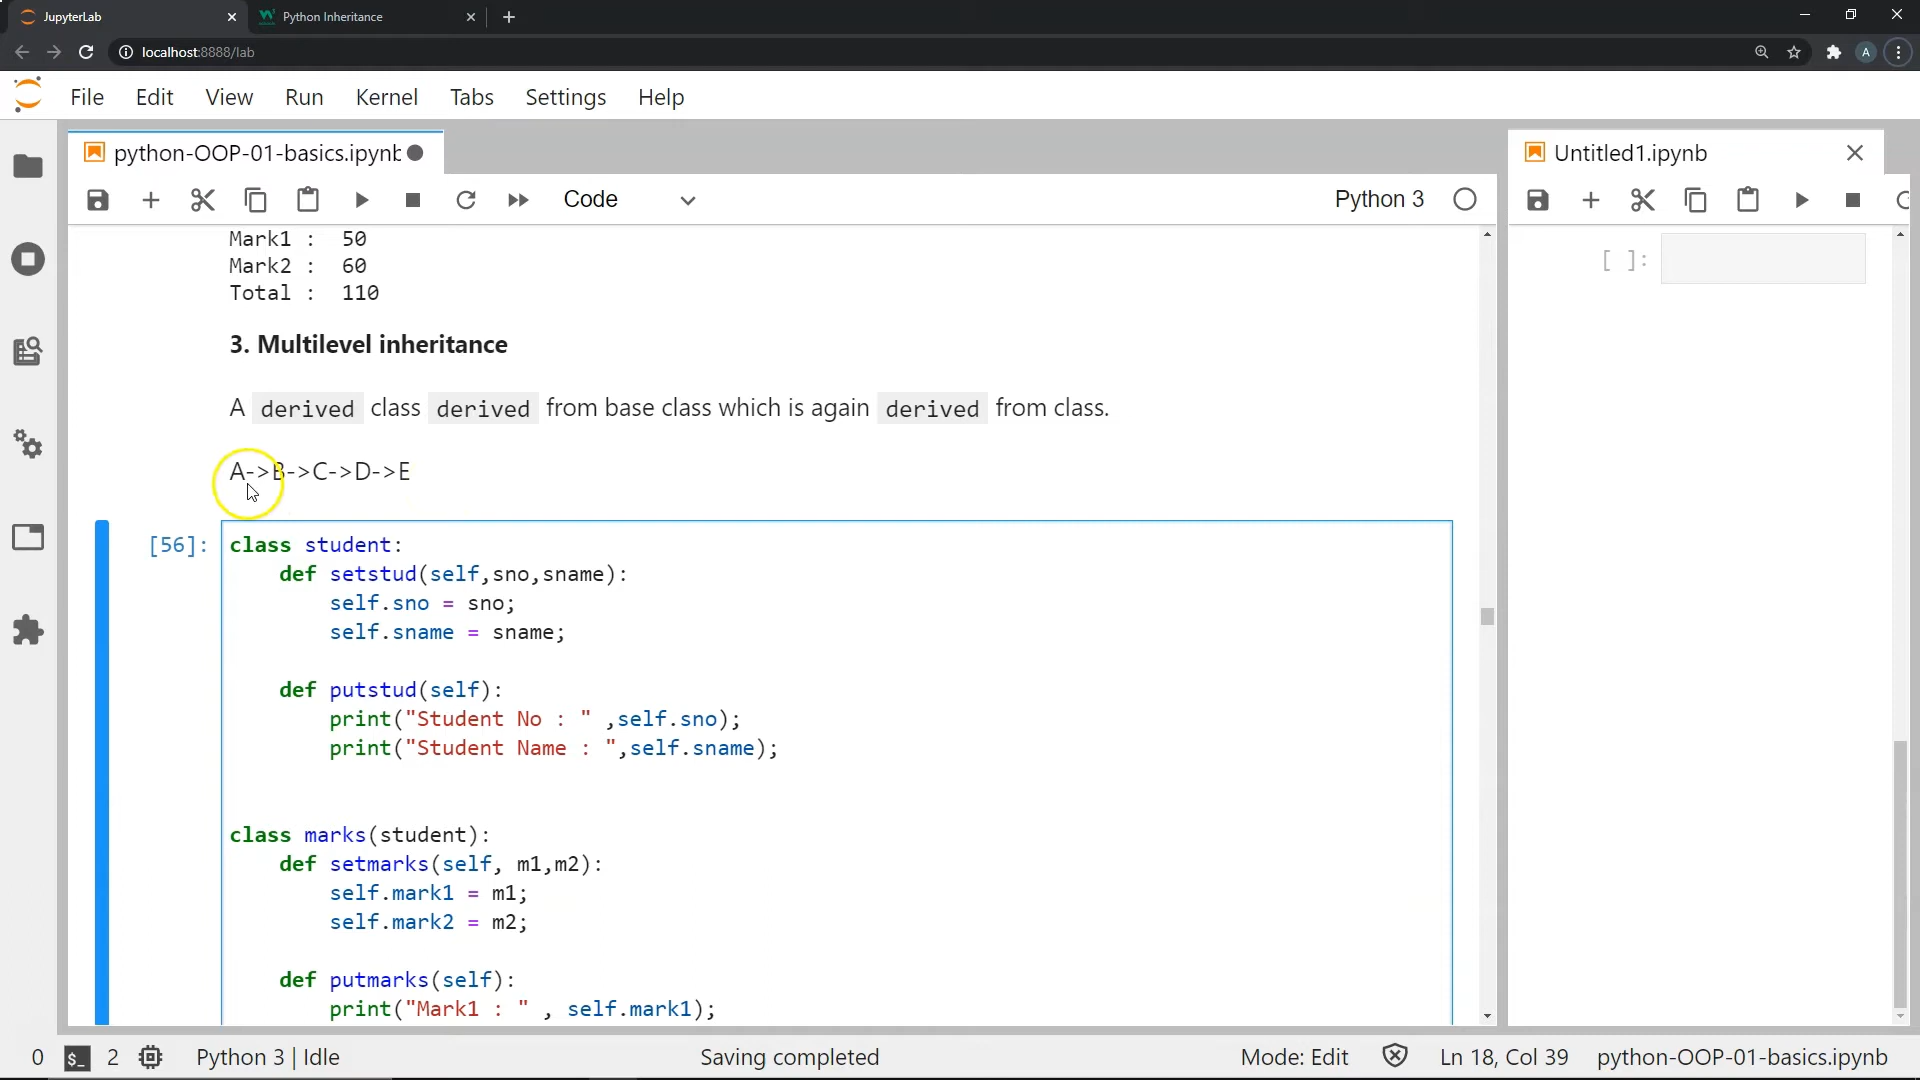 JupyterLab
Python Inheritance
localhost:8888/lab
A
File Edit View Run Kernel Tabs Settings Help
python-OOP-01-basics.ipynb
Untitled1.ipynb
Code
Python 3
Mark1 : 50
Mark2 : 60
Total : 110
[ ]:
3. Multilevel inheritance
A derived class derived from base class which is again derived from class.
A->B->C->D->E
[56]:
class student:
def setstud(self,sno,sname):
self.sno = sno;
self.sname = sname;
def putstud(self):
print("Student No : " ,self.sno);
print("Student Name : ",self.sname);
class marks(student):
def setmarks(self, m1,m2):
self.mark1 = m1;
self.mark2 = m2;
def putmarks(self):
print("Mark1 : " , self.mark1);
0 $_ 2 Python 3 | Idle Saving completed Mode: Edit Ln 18, Col 39 python-OOP-01-basics.ipynb